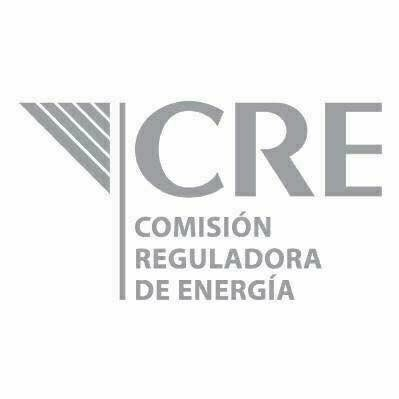 CRE
COMISIÓN
REGULADORA
DE ENERGÍA